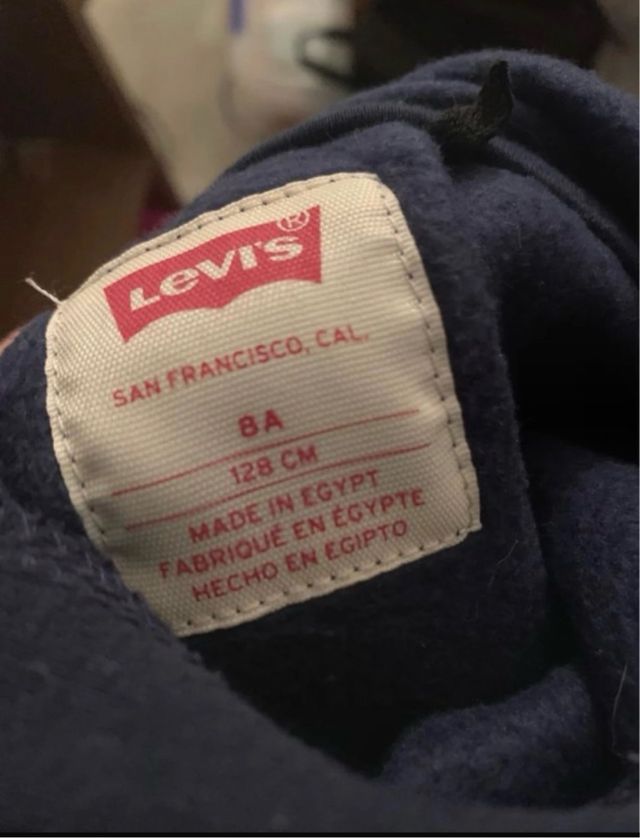 Levi's®
SAN FRANCISCO, CAL.
8A
128 CM
MADE IN EGYPT
FABRIQUÉ EN ÉGYPTE
HECHO EN EGIPTO